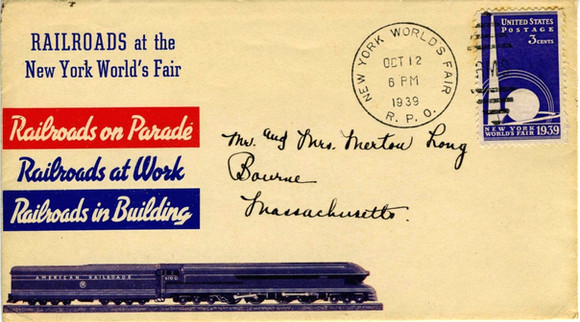 RAILROADS at the
New York World's Fair
Railroads on Parade
Railroads at Work
Railroads in Building
NEW YORK WORLD'S FAIR
OCT 12
6 PM
1939
R. P. O.
UNITED STATES
POSTAGE
3 CENTS
NEW YORK
WORLD'S FAIR 1939
Mr. and Mrs. Merton Long
Bourne
Massachusetts.
AMERICAN RAILROADS
6100